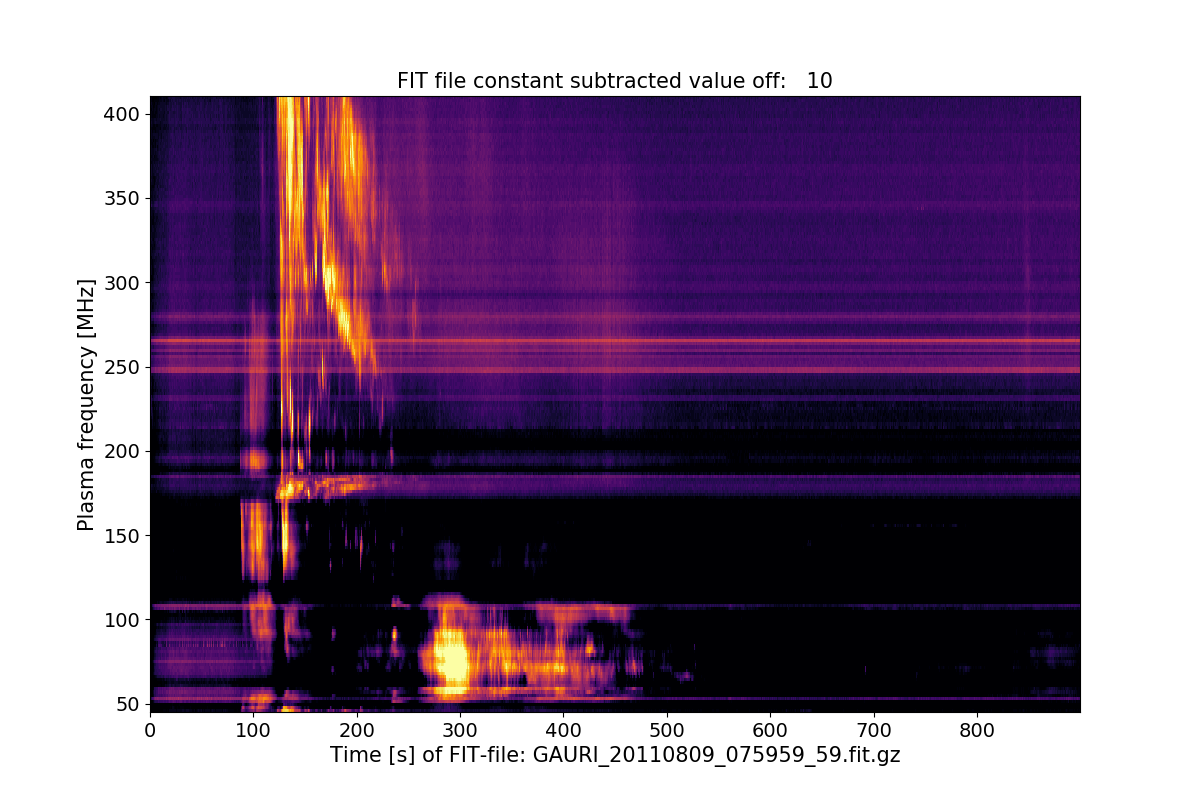 FIT file constant subtracted value off:   10
Plasma frequency [MHz]
400
350
300
250
200
150
100
50
0 100 200 300 400 500 600 700 800
Time [s] of FIT-file: GAURI_20110809_075959_59.fit.gz